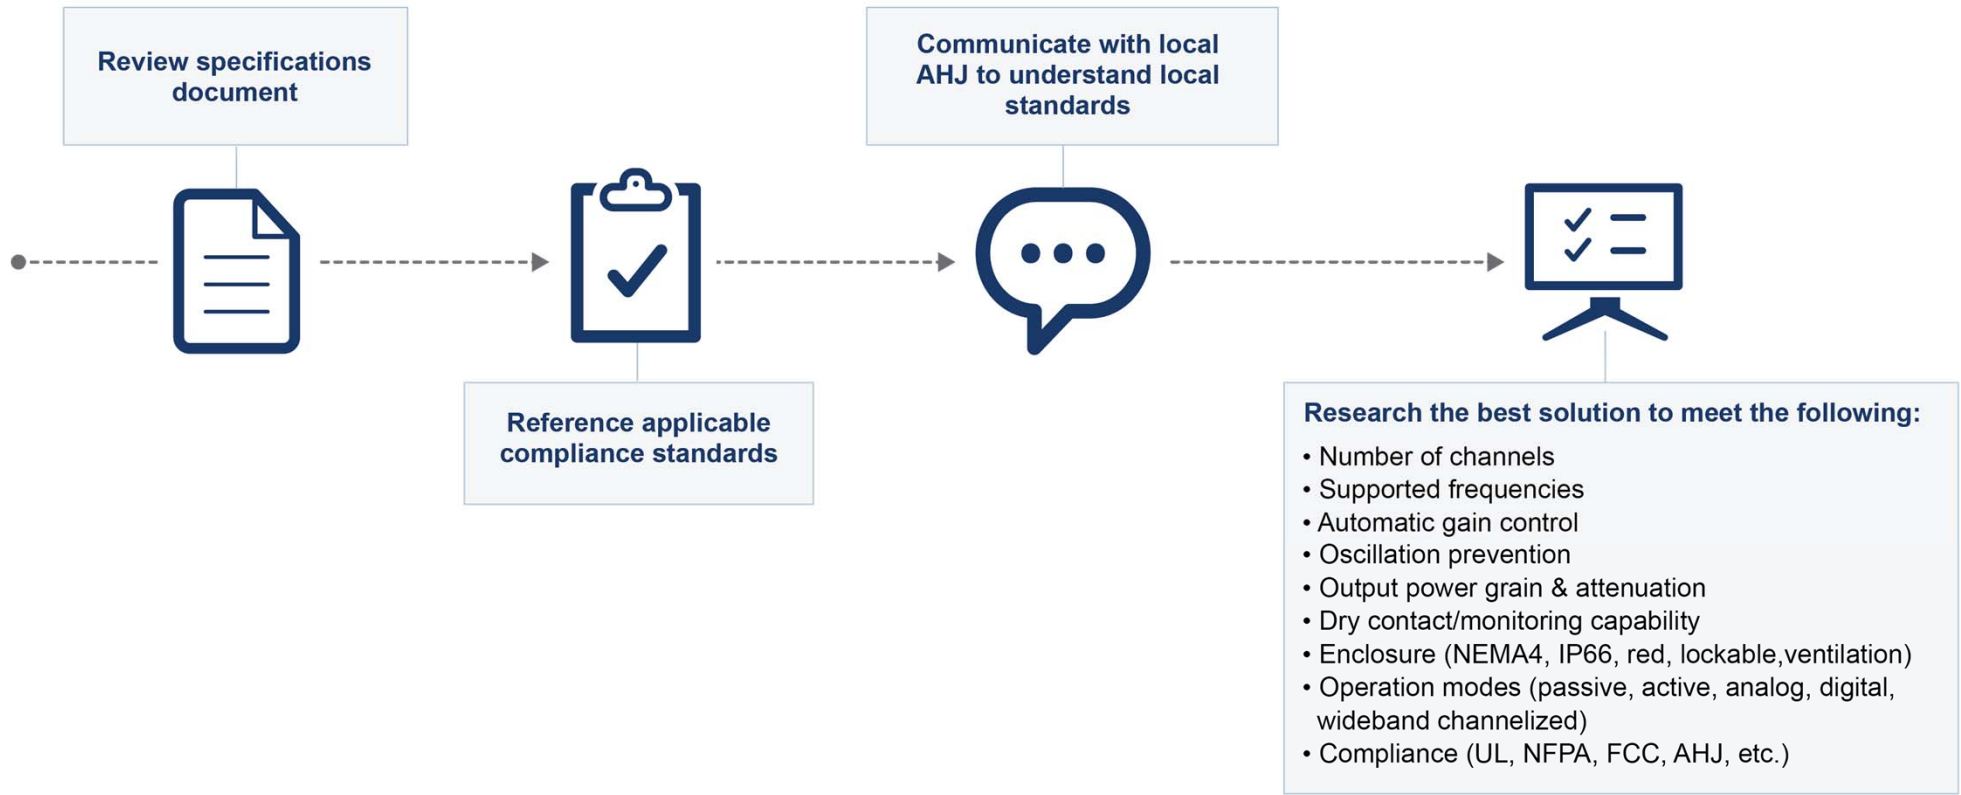 Review specifications
document
Reference applicable
compliance standards
Communicate with local
AHJ to understand local
standards
Research the best solution to meet the following:
• Number of channels
• Supported frequencies
• Automatic gain control
• Oscillation prevention
• Output power grain & attenuation
• Dry contact/monitoring capability
• Enclosure (NEMA4, IP66, red, lockable,ventilation)
• Operation modes (passive, active, analog, digital,
wideband channelized)
• Compliance (UL, NFPA, FCC, AHJ, etc.)